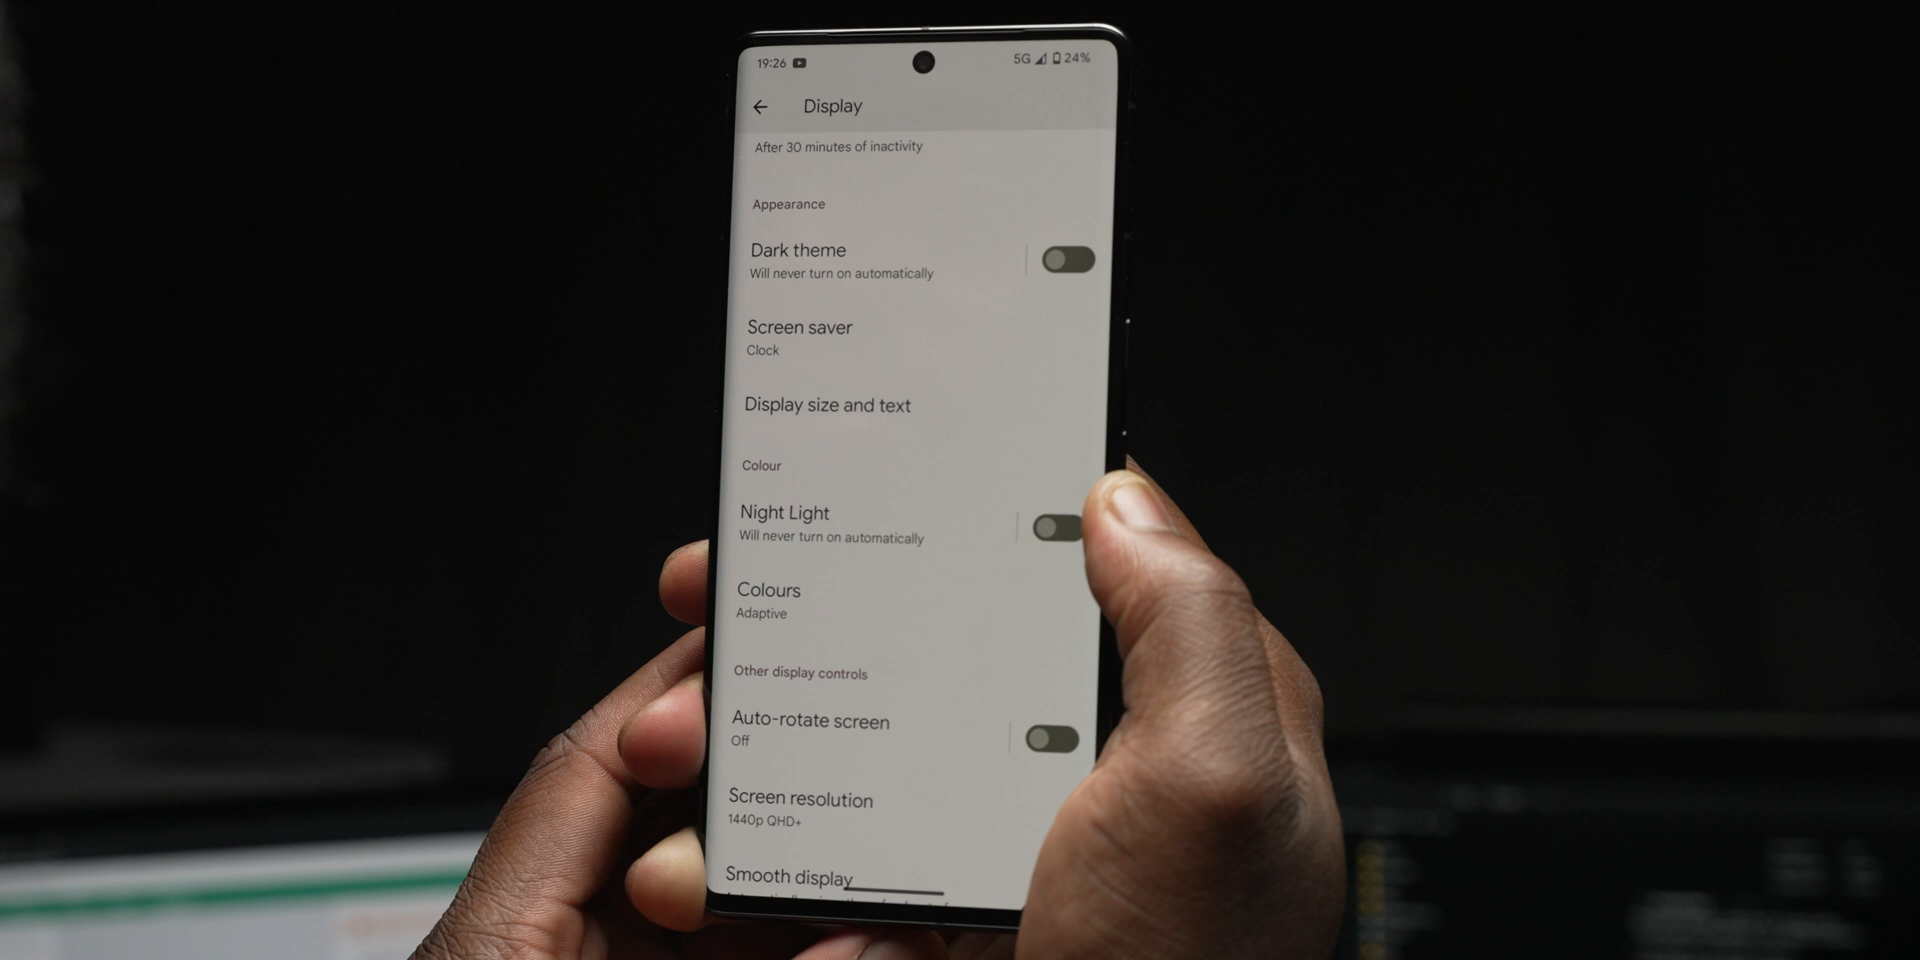 19:26 5G 24%
Display
After 30 minutes of inactivity
Appearance
Dark theme
Will never turn on automatically
Screen saver
Clock
Display size and text
Colour
Night Light
Will never turn on automatically
Colours
Adaptive
Other display controls
Auto-rotate screen
Off
Screen resolution
1440p QHD+
Smooth display